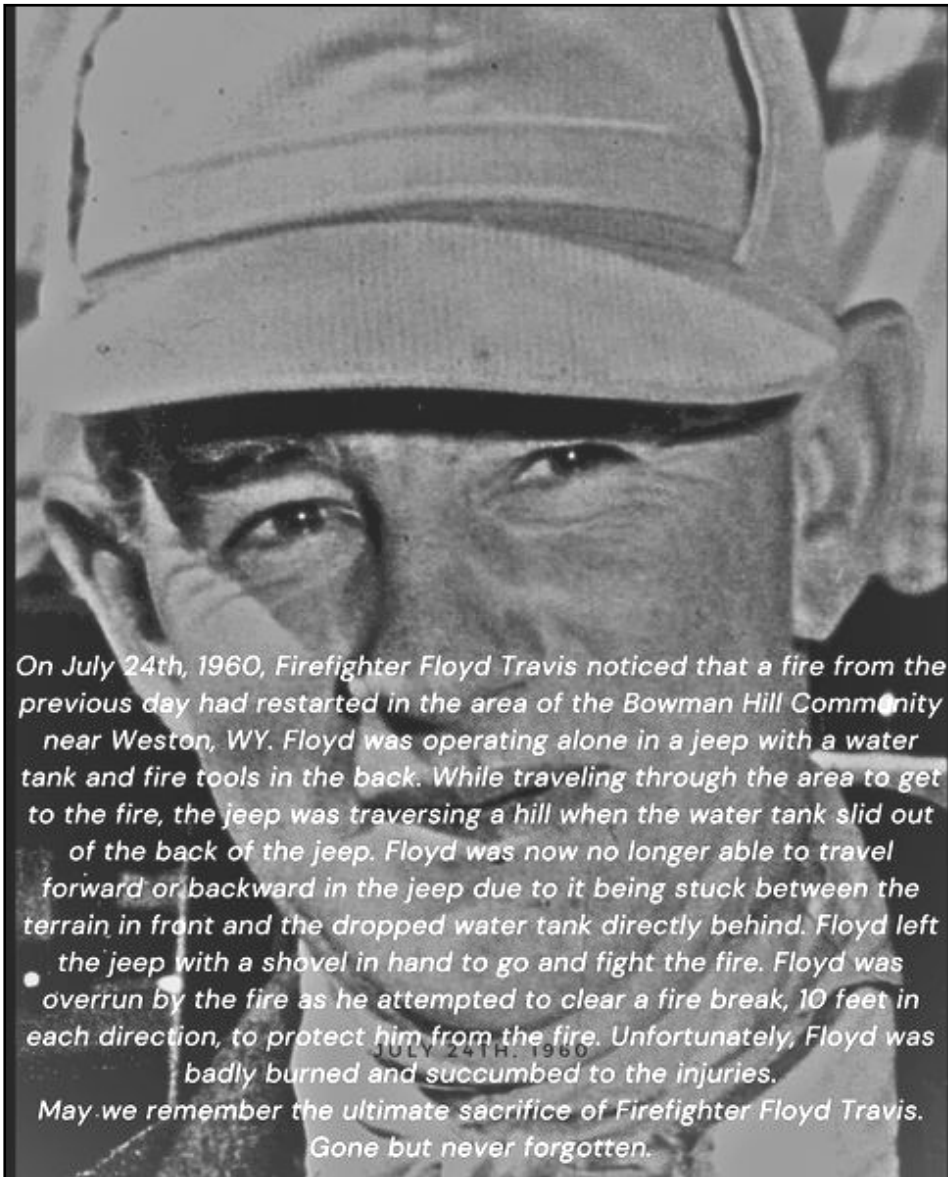 On July 24th, 1960, Firefighter Floyd Travis noticed that a fire from the
previous day had restarted in the area of the Bowman Hill Community
near Weston, WY. Floyd was operating alone in a jeep with a water
tank and fire tools in the back. While traveling through the area to get
to the fire, the jeep was traversing a hill when the water tank slid out
of the back of the jeep. Floyd was now no longer able to travel
forward or backward in the jeep due to it being stuck between the
terrain in front and the dropped water tank directly behind. Floyd left
the jeep with a shovel in hand to go and fight the fire. Floyd was
overrun by the fire as he attempted to clear a fire break, 10 feet in
each direction, to protect him from the fire. Unfortunately, Floyd was
JULY 24TH, 1960
badly burned and succumbed to the injuries.
May we remember the ultimate sacrifice of Firefighter Floyd Travis.
Gone but never forgotten.